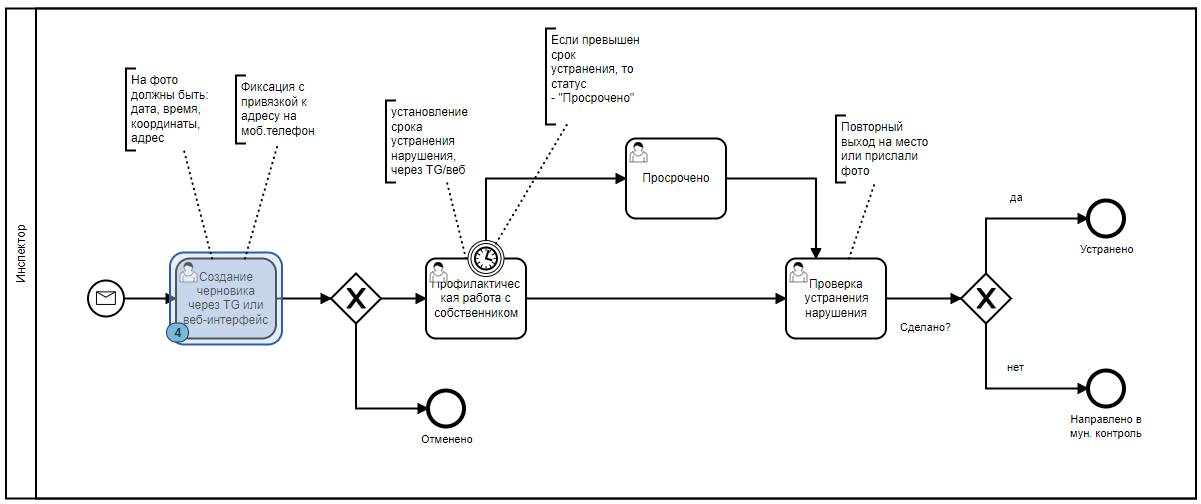 Инспектор
На фото
должны быть:
дата, время,
координаты,
адрес
Фиксация с
привязкой к
адресу на
моб.телефон
установление
срока
устранения
нарушения,
через TG/веб
Если превышен
срок
устранения, то
статус
- "Просрочено"
Повторный
выход на место
или прислали
фото
Создание
черновика
через TG или
веб-интерфейс
4
Отменено
Профилактичес
кая работа с
собственником
Просрочено
Проверка
устранения
нарушения
Сделано?
да
Устранено
нет
Направлено в
мун. контроль